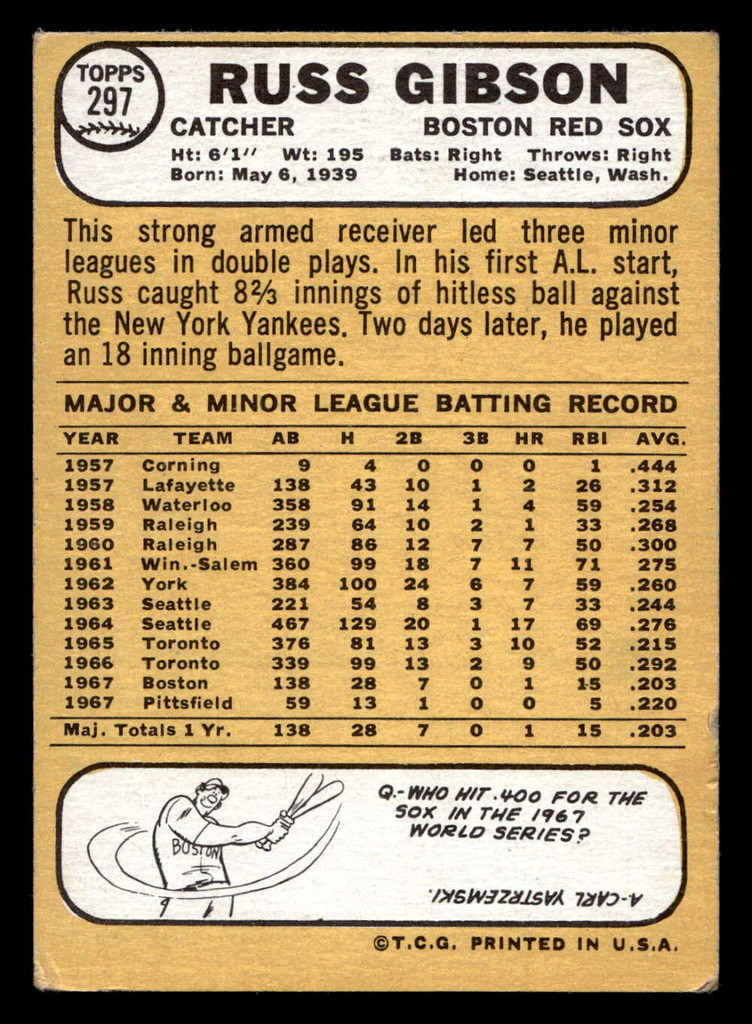 TOPPS
297
RUSS GIBSON
CATCHER BOSTON RED SOX
Ht: 6'1" Wt: 195 Bats: Right Throws: Right
Born: May 6, 1939 Home: Seattle, Wash.
This strong armed receiver led three minor
leagues in double plays. In his first A.L. start,
Russ caught 8⅔ innings of hitless ball against
the New York Yankees. Two days later, he played
an 18 inning ballgame.
MAJOR & MINOR LEAGUE BATTING RECORD
YEAR TEAM AB H 2B 3B HR RBI AVG.
1957 Corning 9 4 0 0 0 1 .444
1957 Lafayette 138 43 10 1 2 26 .312
1958 Waterloo 358 91 14 1 4 59 .254
1959 Raleigh 239 64 10 2 1 33 .268
1960 Raleigh 287 86 12 7 7 50 .300
1961 Win.-Salem 360 99 18 7 11 71 275
1962 York 384 100 24 6 7 59 .260
1963 Seattle 221 54 8 3 7 33 .244
1964 Seattle 467 129 20 1 17 69 .276
1965 Toronto 376 81 13 3 10 52 .215
1966 Toronto 339 99 13 2 9 50 .292
1967 Boston 138 28 7 0 1 15 .203
1967 Pittsfield 59 13 1 0 0 5 .220
Maj. Totals 1 Yr. 138 28 7 0 1 15 .203
BOSTON
Q.-WHO HIT .400 FOR THE
SOX IN THE 1967
WORLD SERIES?
A-CARL YASTRZEMSKI.
©T.C.G. PRINTED IN U.S.A.